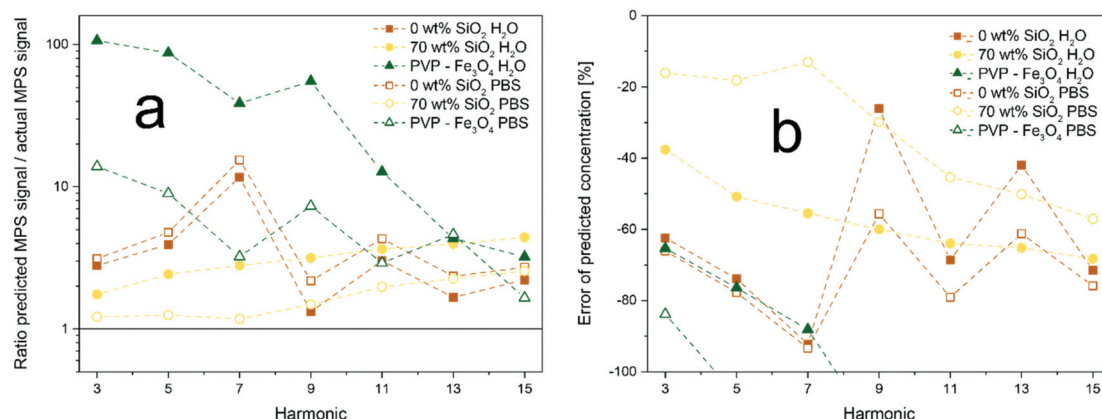 Ratio predicted MPS signal / actual MPS signal
100
10
1
a
0 wt% SiO₂ H₂O
70 wt% SiO₂ H₂O
PVP - Fe₃O₄ H₂O
0 wt% SiO₂ PBS
70 wt% SiO₂ PBS
PVP - Fe₃O₄ PBS
3 5 7 9 11 13 15
Harmonic
Error of predicted concentration [%]
-0
-20
-40
-60
-80
-100
b
0 wt% SiO₂ H₂O
70 wt% SiO₂ H₂O
PVP - Fe₃O₄ H₂O
0 wt% SiO₂ PBS
70 wt% SiO₂ PBS
PVP - Fe₃O₄ PBS
3 5 7 9 11 13 15
Harmonic